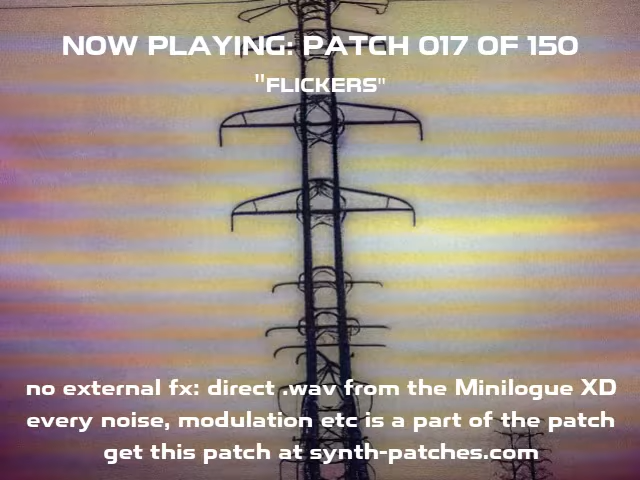 NOW PLAYING: PATCH 017 OF 150
"FLICKERS"
no external fx: direct .wav from the Minilogue XD
every noise, modulation etc is a part of the patch
get this patch at synth-patches.com